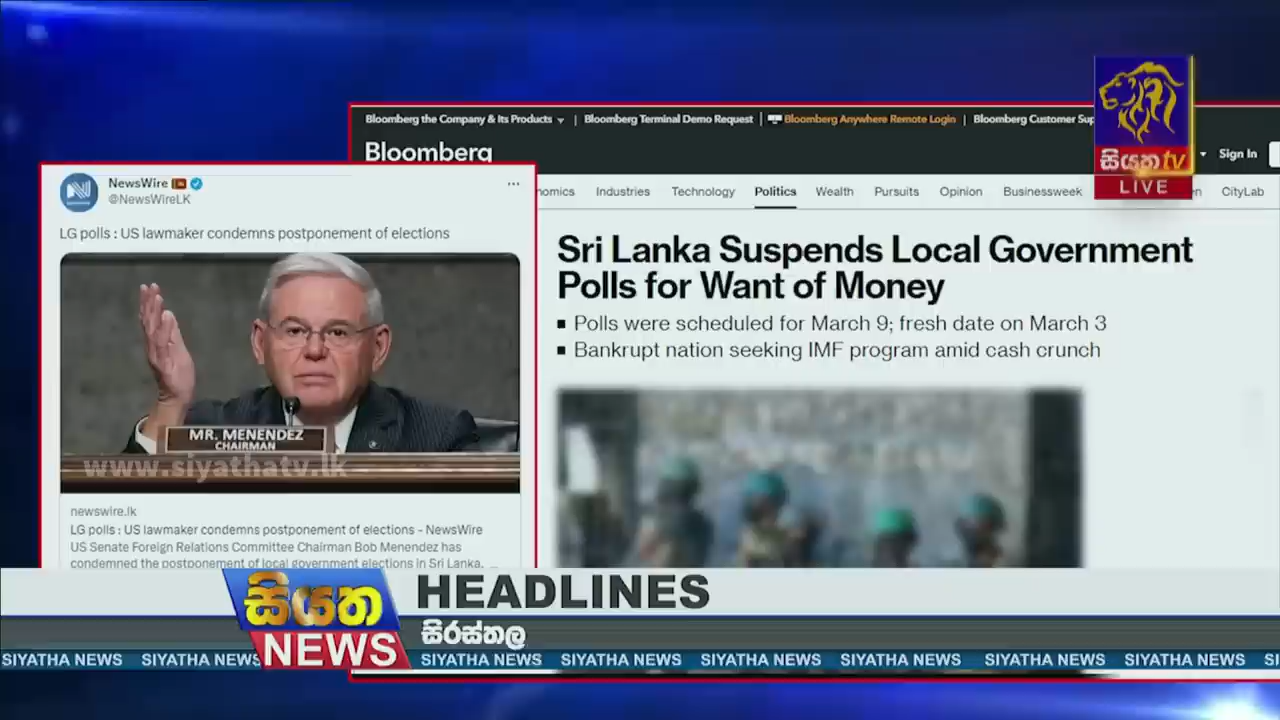 Bloomberg the Company & Its Products | Bloomberg Terminal Demo Request | Bloomberg Anywhere Remote Login | Bloomberg Customer Sup
Bloomberg
Sign In
සියත tv
LIVE
nomics Industries Technology Politics Wealth Pursuits Opinion Businessweek CityLab
Sri Lanka Suspends Local Government
Polls for Want of Money
Polls were scheduled for March 9; fresh date on March 3
Bankrupt nation seeking IMF program amid cash crunch
NewsWire
@NewsWireLK
LG polls : US lawmaker condemns postponement of elections
MR. MENENDEZ
CHAIRMAN
www.siyathatv.lk
newswire.lk
LG polls : US lawmaker condemns postponement of elections - NewsWire
US Senate Foreign Relations Committee Chairman Bob Menendez has
condemned the postponement of local government elections in Sri Lanka.
සියත
NEWS
HEADLINES
සිරස්තල
SIYATHA NEWS SIYATHA NEWS SIYATHA NEWS SIYATHA NEWS SIYATHA NEWS SIYATHA NEWS SIYATHA NEWS SIYATHA NEWS SI